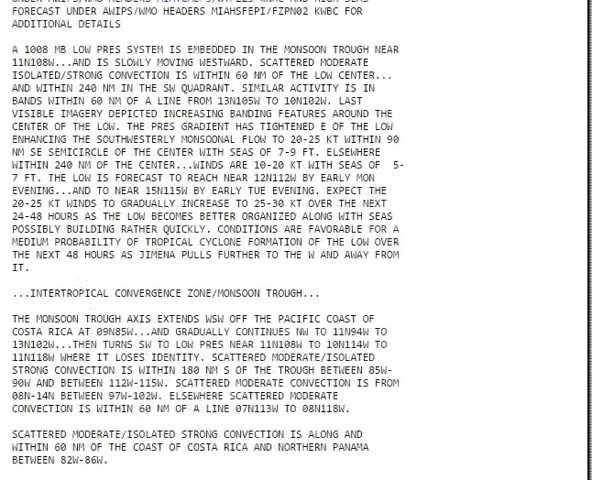 FORECAST UNDER AWIPS/WMO HEADERS MIAHSFEPI/FZPN02 KWBC FOR
ADDITIONAL DETAILS
A 1008 MB LOW PRES SYSTEM IS EMBEDDED IN THE MONSOON TROUGH NEAR
11N108W...AND IS SLOWLY MOVING WESTWARD. SCATTERED MODERATE
ISOLATED/STRONG CONVECTION IS WITHIN 60 NM OF THE LOW CENTER...
AND WITHIN 240 NM IN THE SW QUADRANT. SIMILAR ACTIVITY IS IN
BANDS WITHIN 60 NM OF A LINE FROM 13N105W TO 10N102W. LAST
VISIBLE IMAGERY DEPICTED INCREASING BANDING FEATURES AROUND THE
CENTER OF THE LOW. THE PRES GRADIENT HAS TIGHTENED E OF THE LOW
ENHANCING THE SOUTHWESTERLY MONSOONAL FLOW TO 20-25 KT WITHIN 90
NM SE SEMICIRCLE OF THE CENTER WITH SEAS OF 7-9 FT. ELSEWHERE
WITHIN 240 NM OF THE CENTER...WINDS ARE 10-20 KT WITH SEAS OF 5-
7 FT. THE LOW IS FORECAST TO REACH NEAR 12N112W BY EARLY MON
EVENING...AND TO NEAR 15N115W BY EARLY TUE EVENING. EXPECT THE
20-25 KT WINDS TO GRADUALLY INCREASE TO 25-30 KT OVER THE NEXT
24-48 HOURS AS THE LOW BECOMES BETTER ORGANIZED ALONG WITH SEAS
POSSIBLY BUILDING RATHER QUICKLY. CONDITIONS ARE FAVORABLE FOR A
MEDIUM PROBABILITY OF TROPICAL CYCLONE FORMATION OF THE LOW OVER
THE NEXT 48 HOURS AS JIMENA PULLS FURTHER TO THE W AND AWAY FROM
IT.
...INTERTROPICAL CONVERGENCE ZONE/MONSOON TROUGH...
THE MONSOON TROUGH AXIS EXTENDS WSW OFF THE PACIFIC COAST OF
COSTA RICA AT 09N85W...AND GRADUALLY CONTINUES NW TO 11N94W TO
13N102W...THEN TURNS SW TO LOW PRES NEAR 11N108W TO 10N114W TO
11N118W WHERE IT LOSES IDENTITY. SCATTERED MODERATE/ISOLATED
STRONG CONVECTION IS WITHIN 180 NM S OF THE TROUGH BETWEEN 85W-
90W AND BETWEEN 112W-115W. SCATTERED MODERATE CONVECTION IS FROM
08N-14N BETWEEN 97W-102W. ELSEWHERE SCATTERED MODERATE
CONVECTION IS WITHIN 60 NM OF A LINE 07N113W TO 08N118W.
SCATTERED MODERATE/ISOLATED STRONG CONVECTION IS ALONG AND
WITHIN 60 NM OF THE COAST OF COSTA RICA AND NORTHERN PANAMA
BETWEEN 82W-86W.